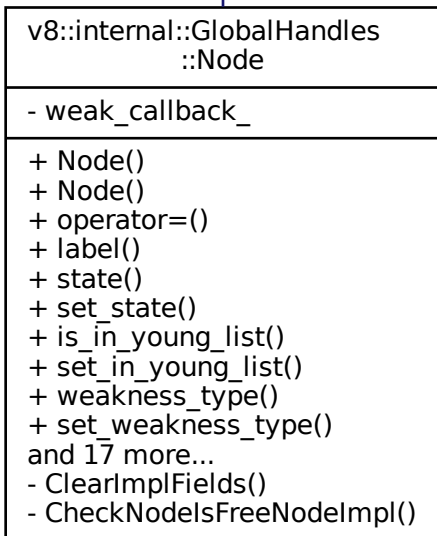 v8::internal::GlobalHandles
::Node
- weak_callback_
+ Node()
+ Node()
+ operator=()
+ label()
+ state()
+ set_state()
+ is_in_young_list()
+ set_in_young_list()
+ weakness_type()
+ set_weakness_type()
and 17 more...
- ClearImplFields()
- CheckNodeIsFreeNodeImpl()